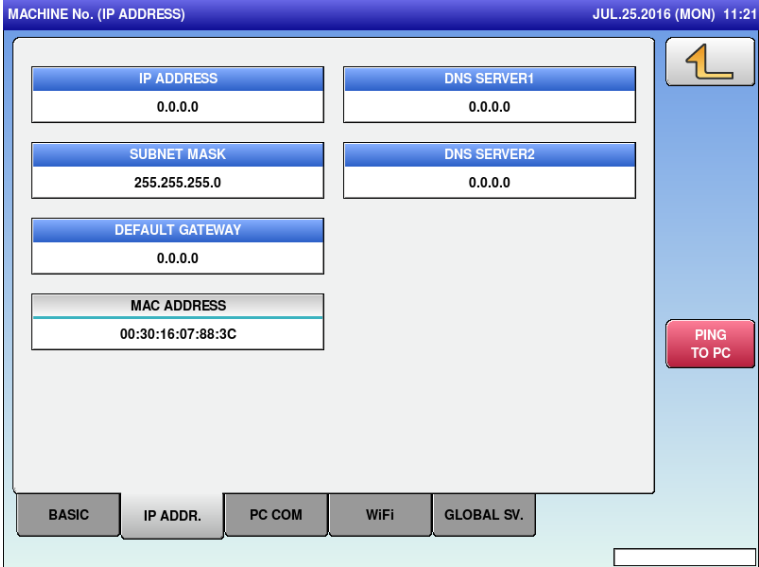 MACHINE No. (IP ADDRESS)
JUL.25.2016 (MON) 11:21
IP ADDRESS
0.0.0.0
DNS SERVER1
0.0.0.0
SUBNET MASK
255.255.255.0
DNS SERVER2
0.0.0.0
DEFAULT GATEWAY
0.0.0.0
MAC ADDRESS
00:30:16:07:88:3C
PING
TO PC
BASIC
IP ADDR.
PC COM
WiFi
GLOBAL SV.